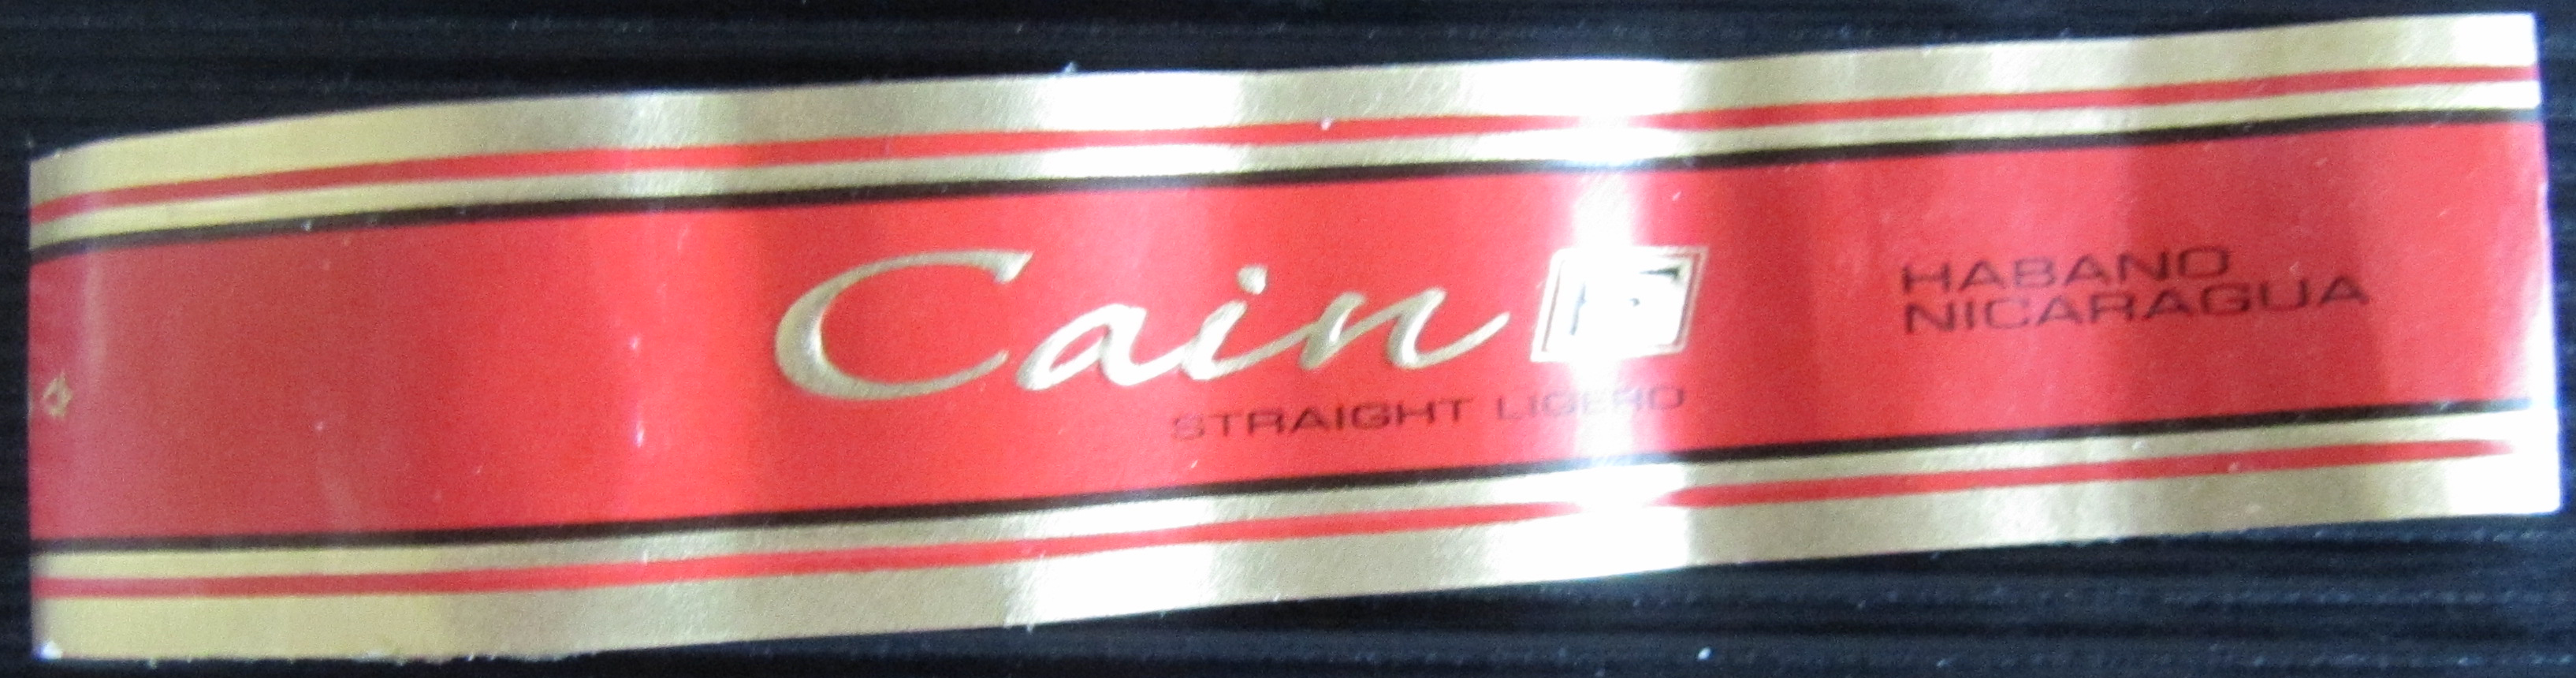 Cain F
STRAIGHT LIGERO
HABANO
NICARAGUA